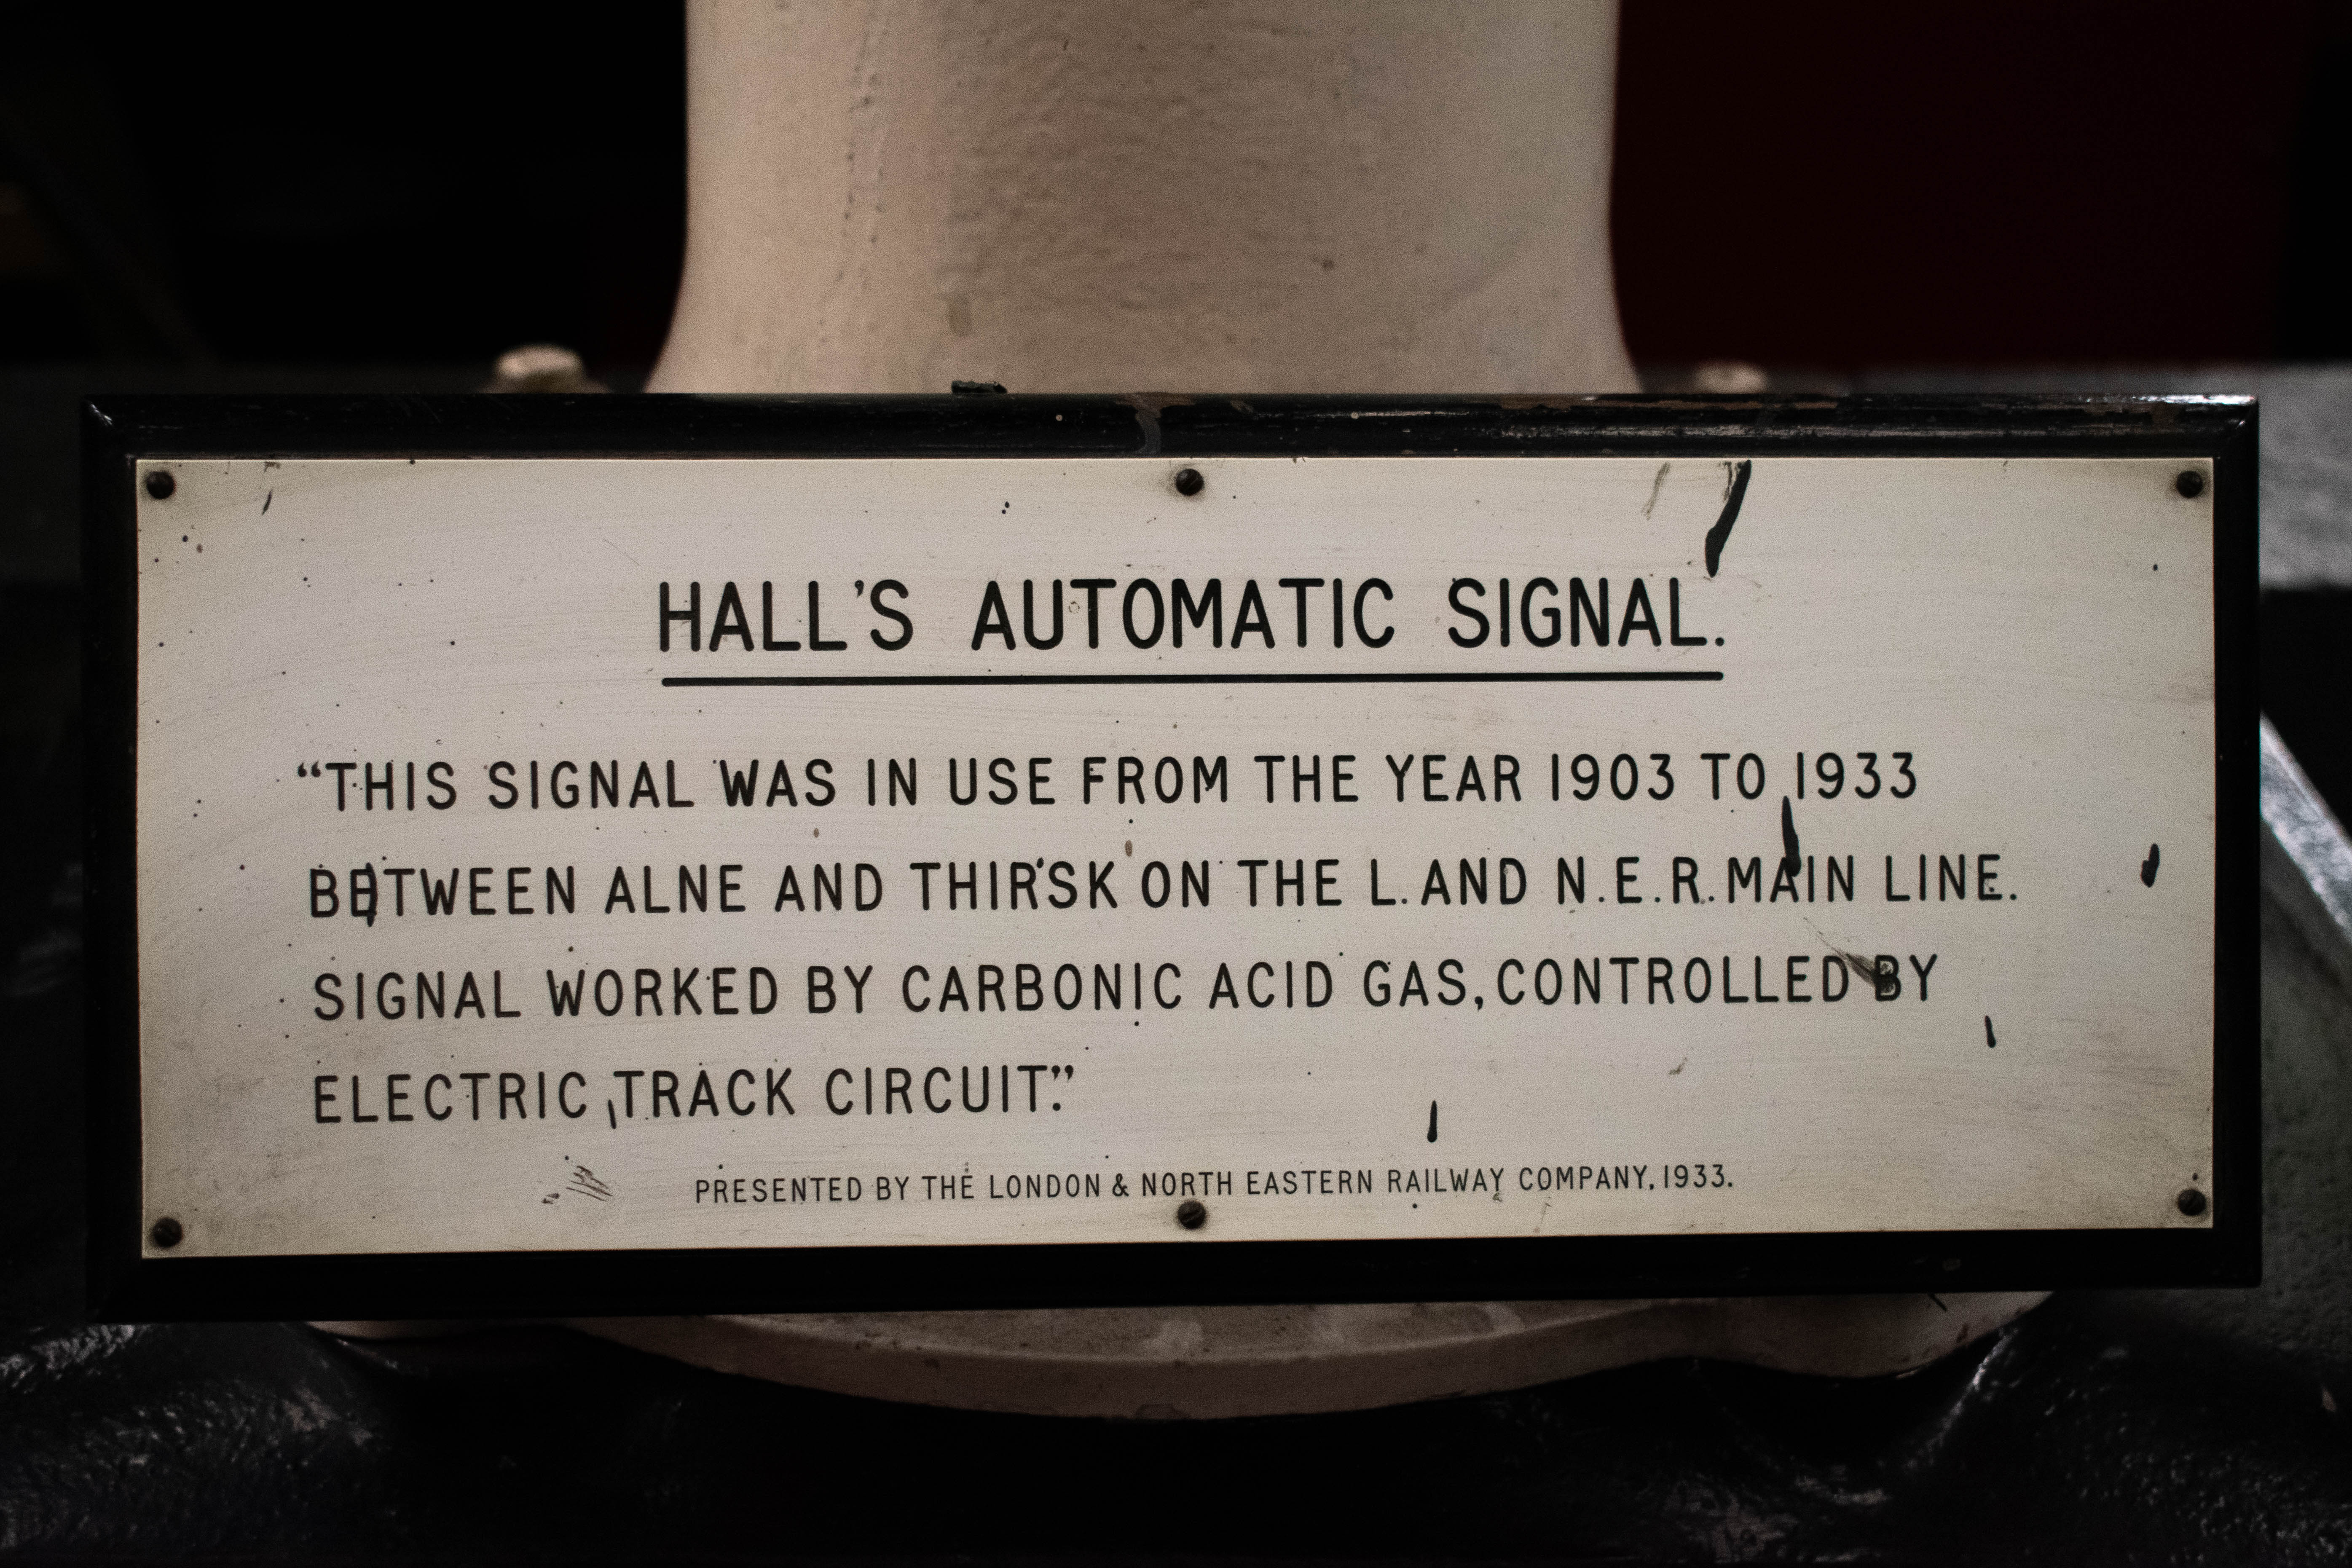 HALL'S AUTOMATIC SIGNAL.
“THIS SIGNAL WAS IN USE FROM THE YEAR 1903 TO 1933
BETWEEN ALNE AND THIRSK ON THE L. AND N.E.R. MAIN LINE.
SIGNAL WORKED BY CARBONIC ACID GAS, CONTROLLED BY
ELECTRIC TRACK CIRCUIT.”
PRESENTED BY THE LONDON & NORTH EASTERN RAILWAY COMPANY, 1933.